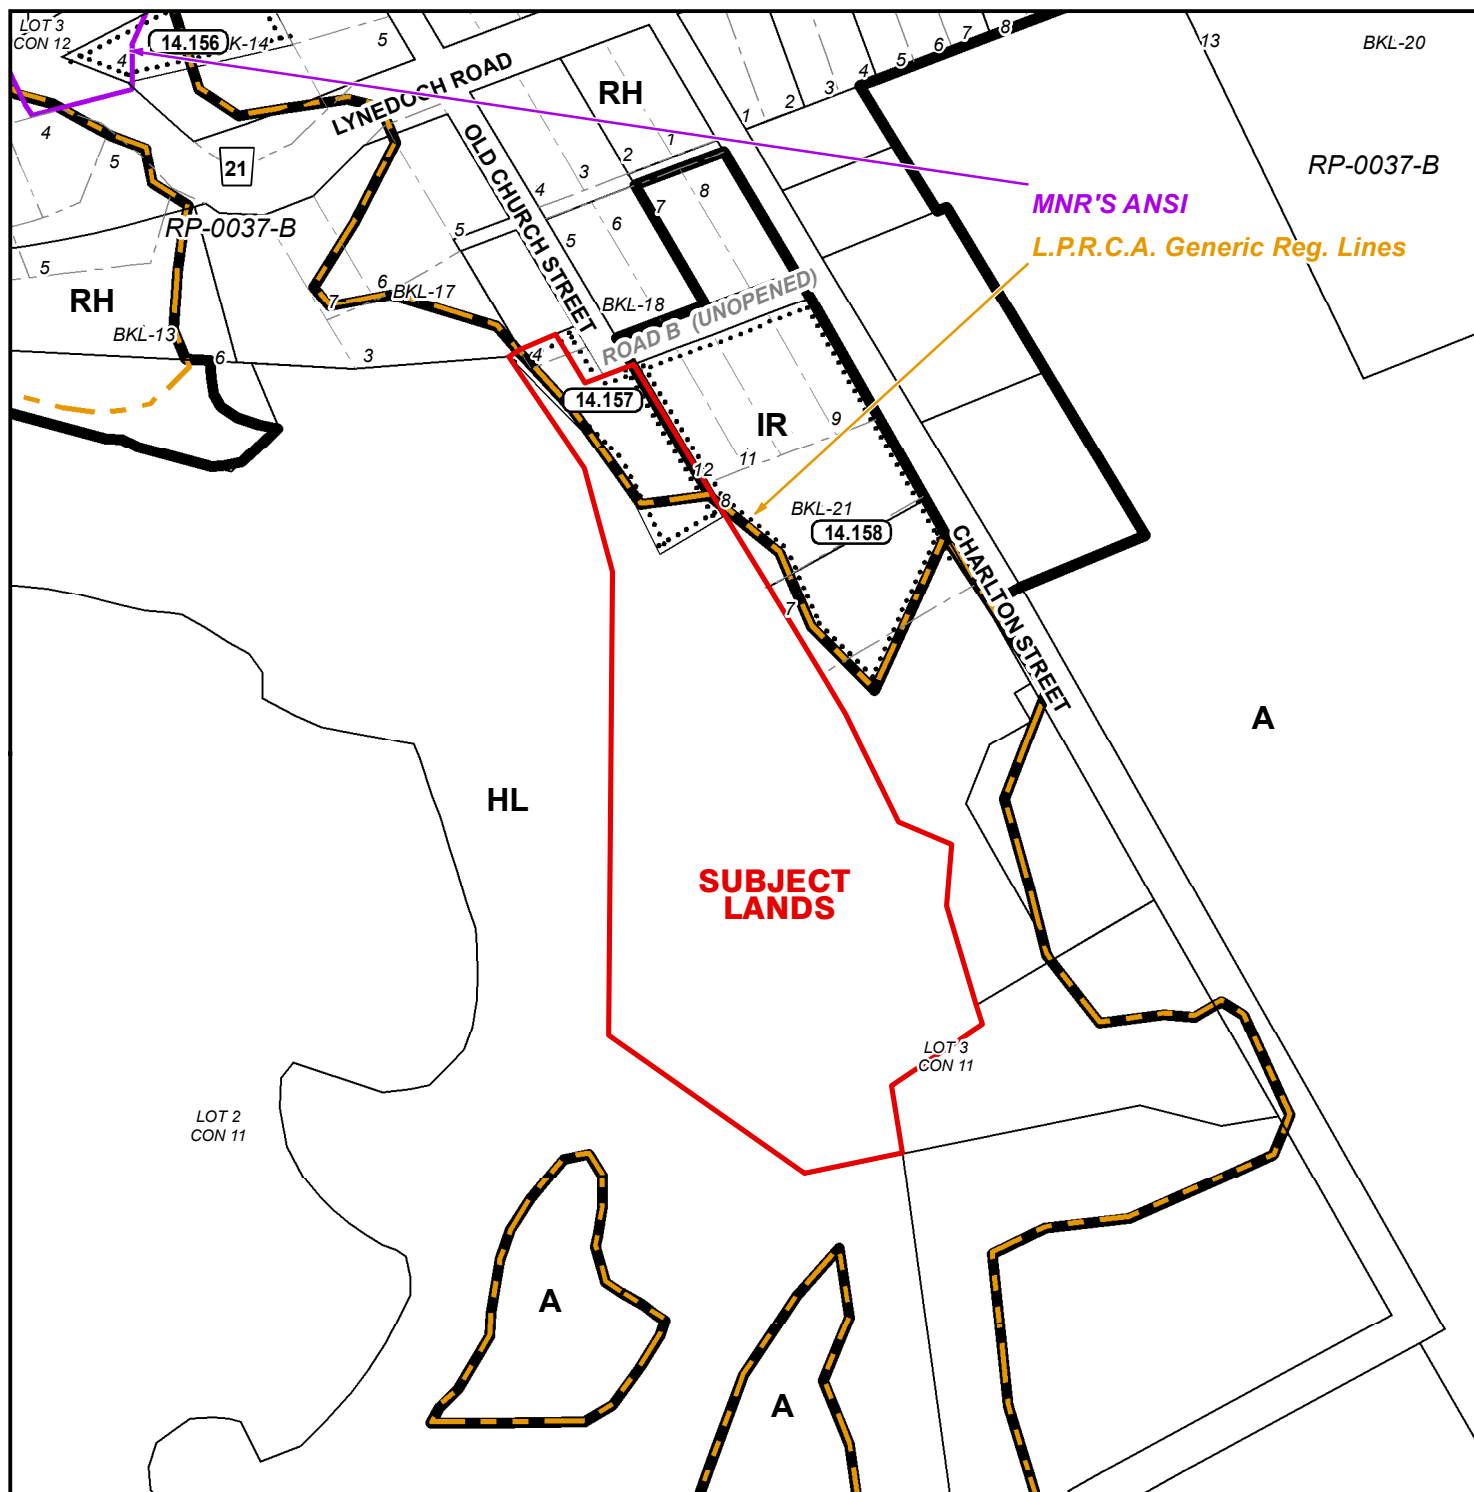 LOT 3
CON 12
14.156
K-14
5
4
LYNEDOCH ROAD
4
5
21
RH
1
2
3
4
5
6
7
8
13
BKL-20
RP-0037-B
MNR'S ANSI
L.P.R.C.A. Generic Reg. Lines
OLD CHURCH STREET
1
2
3
4
5
8
7
6
5
RP-0037-B
5
RH
BKL-13
6
7
6
BKL-17
3
BKL-18
ROAD B (UNOPENED)
4
14.157
IR
9
11
12
8
BKL-21
14.158
7
CHARLTON STREET
A
HL
SUBJECT
LANDS
LOT 3
CON 11
LOT 2
CON 11
A
A